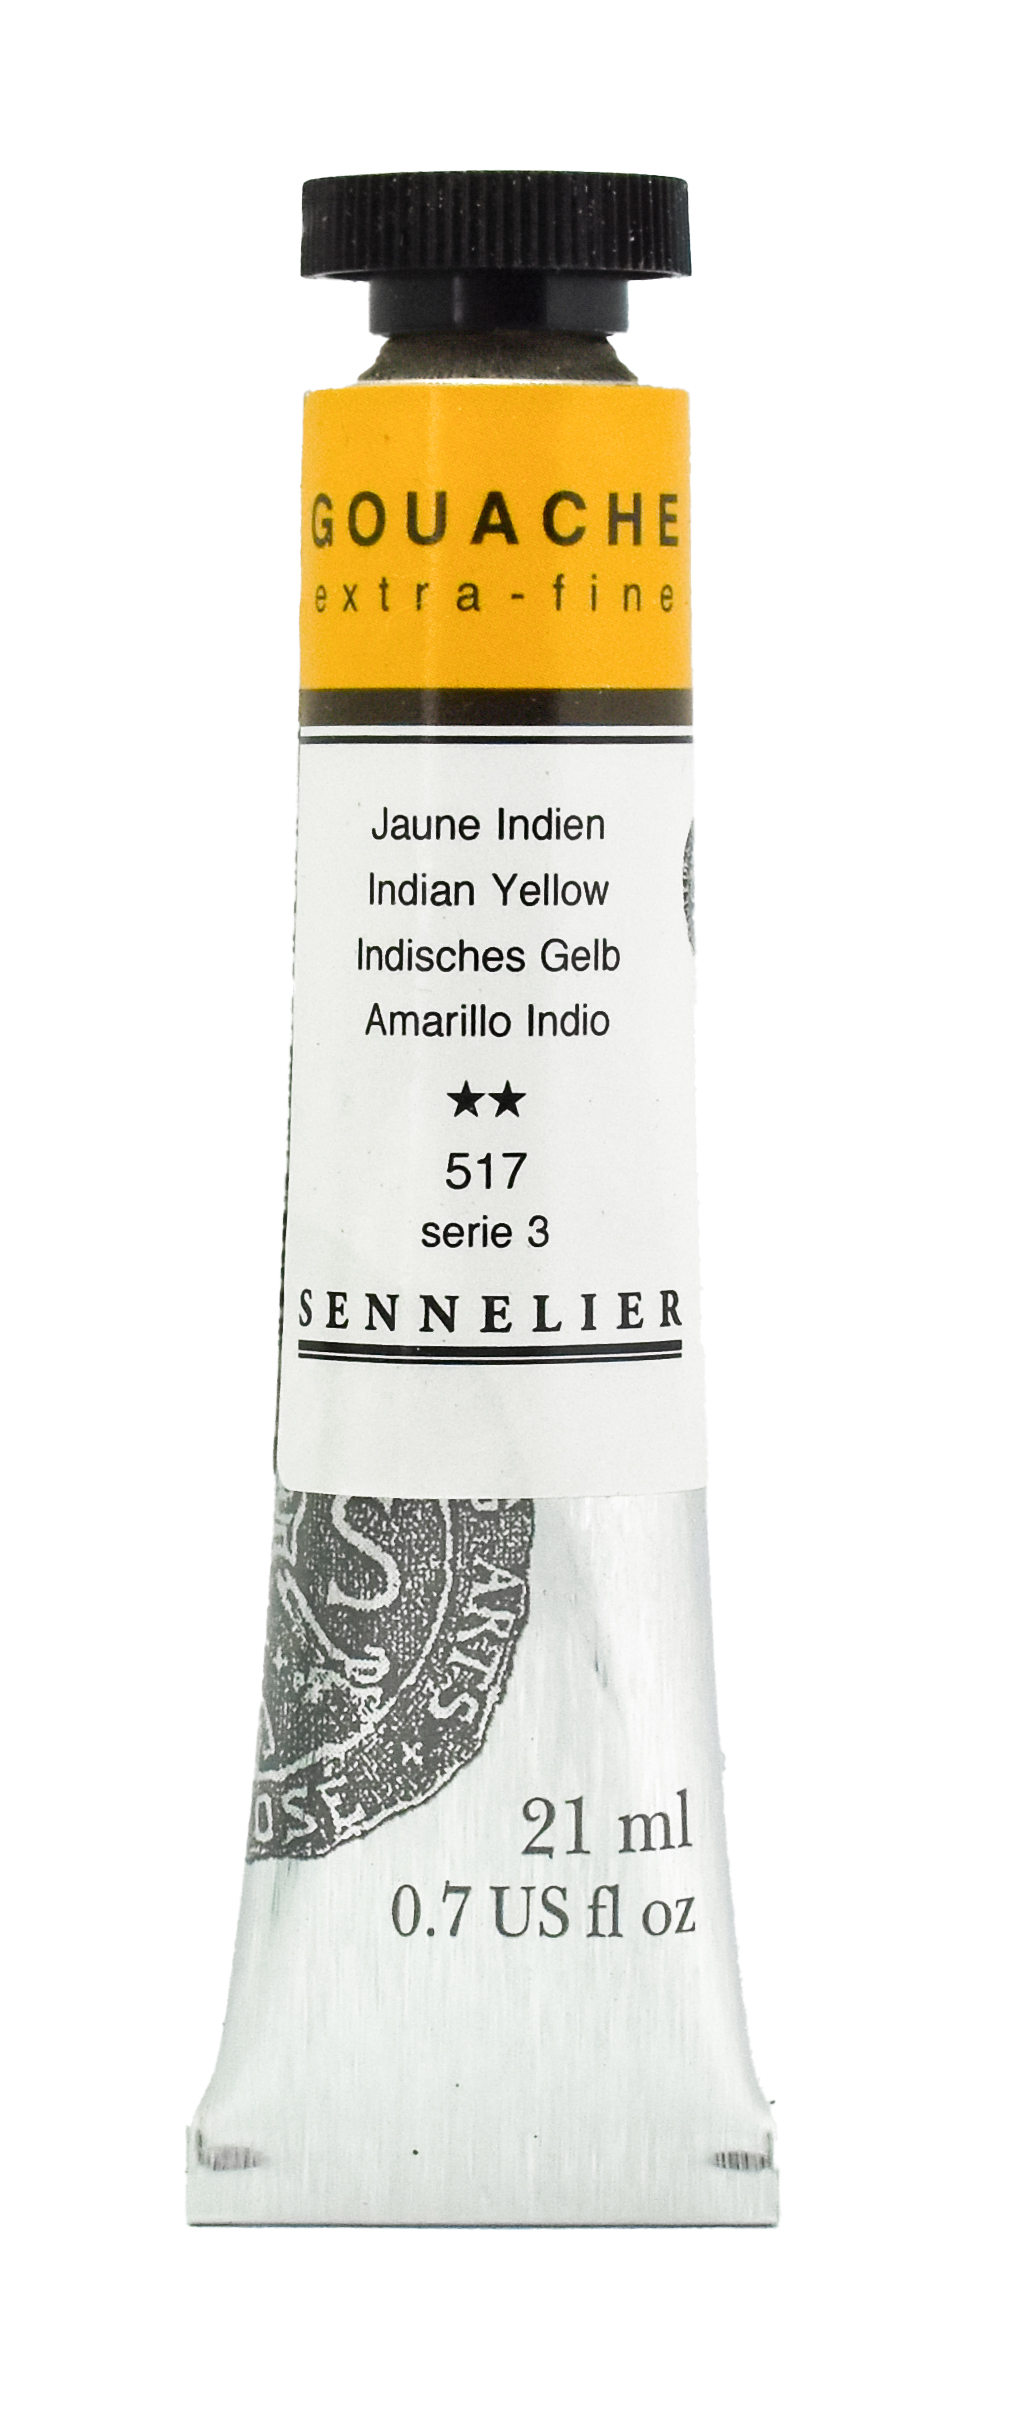 GOUACHE
extra-fine
Jaune Indien
Indian Yellow
Indisches Gelb
Amarillo Indio
★★
517
serie 3
SENNELIER
S
ARTS
21 ml
0.7 US fl oz